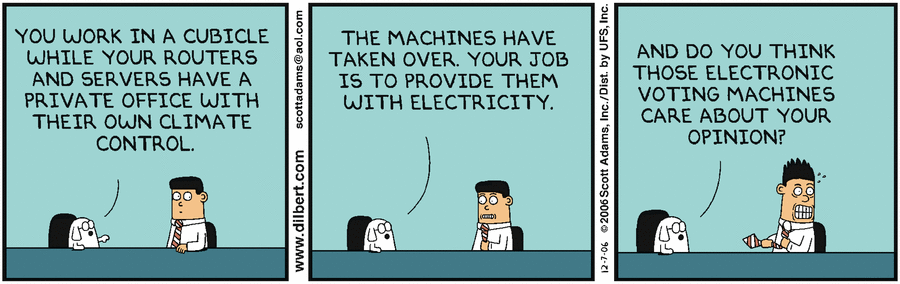 YOU WORK IN A CUBICLE
WHILE YOUR ROUTERS
AND SERVERS HAVE A
PRIVATE OFFICE WITH
THEIR OWN CLIMATE
CONTROL.
www.dilbert.com
scottadams@aol.com
THE MACHINES HAVE
TAKEN OVER. YOUR JOB
IS TO PROVIDE THEM
WITH ELECTRICITY.
12-7-06 ©2006 Scott Adams, Inc./Dist. by UFS, Inc.
AND DO YOU THINK
THOSE ELECTRONIC
VOTING MACHINES
CARE ABOUT YOUR
OPINION?